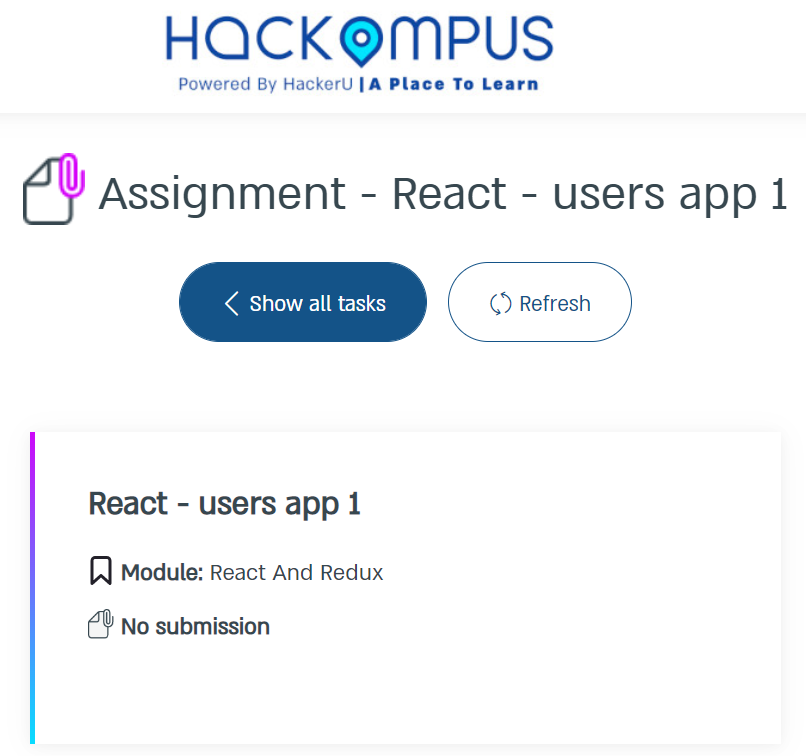 HACKOMPUS
Powered By HackerU | A Place To Learn
Assignment - React - users app 1
Show all tasks
Refresh
React - users app 1
Module: React And Redux
No submission